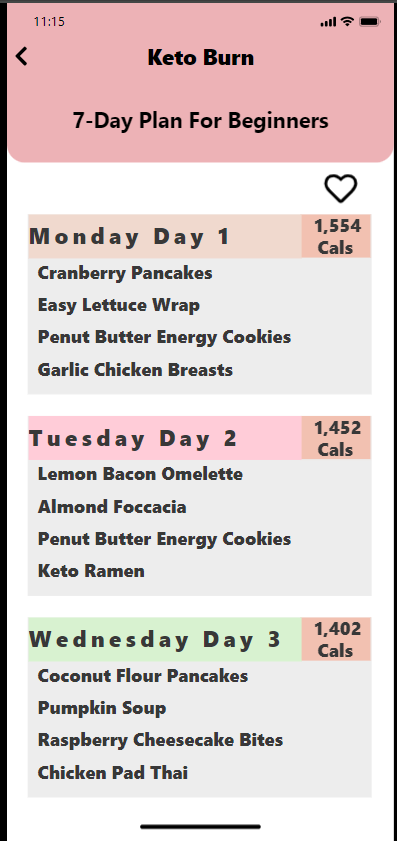 11:15
Keto Burn
7-Day Plan For Beginners
Monday Day 1
1,554
Cals
Cranberry Pancakes
Easy Lettuce Wrap
Penut Butter Energy Cookies
Garlic Chicken Breasts
Tuesday Day 2
1,452
Cals
Lemon Bacon Omelette
Almond Foccacia
Penut Butter Energy Cookies
Keto Ramen
Wednesday Day 3
1,402
Cals
Coconut Flour Pancakes
Pumpkin Soup
Raspberry Cheesecake Bites
Chicken Pad Thai